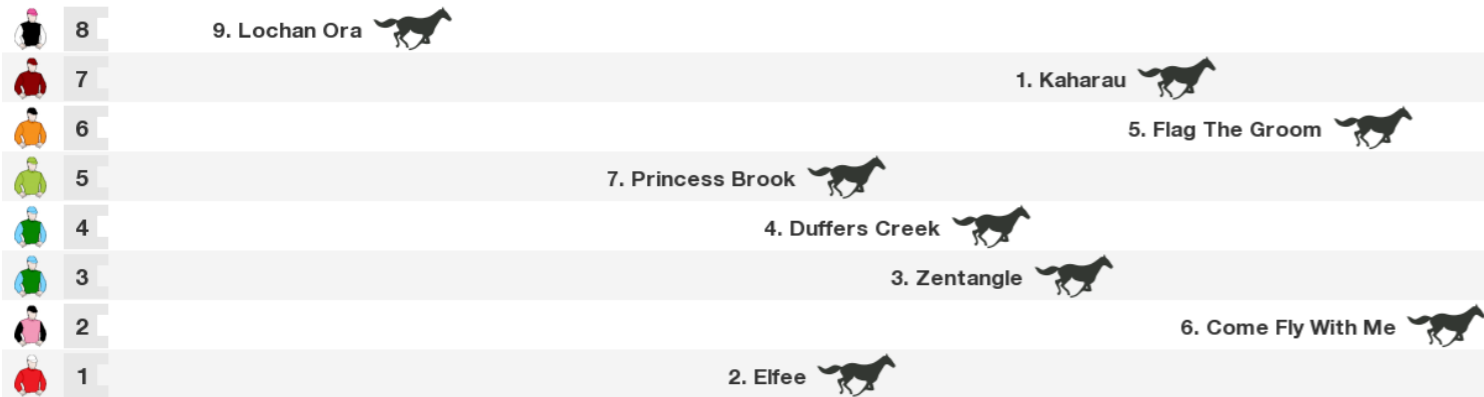 8 9. Lochan Ora
7 1. Kaharau
6 5. Flag The Groom
5 7. Princess Brook
4 4. Duffers Creek
3 3. Zentangle
2 6. Come Fly With Me
1 2. Elfee